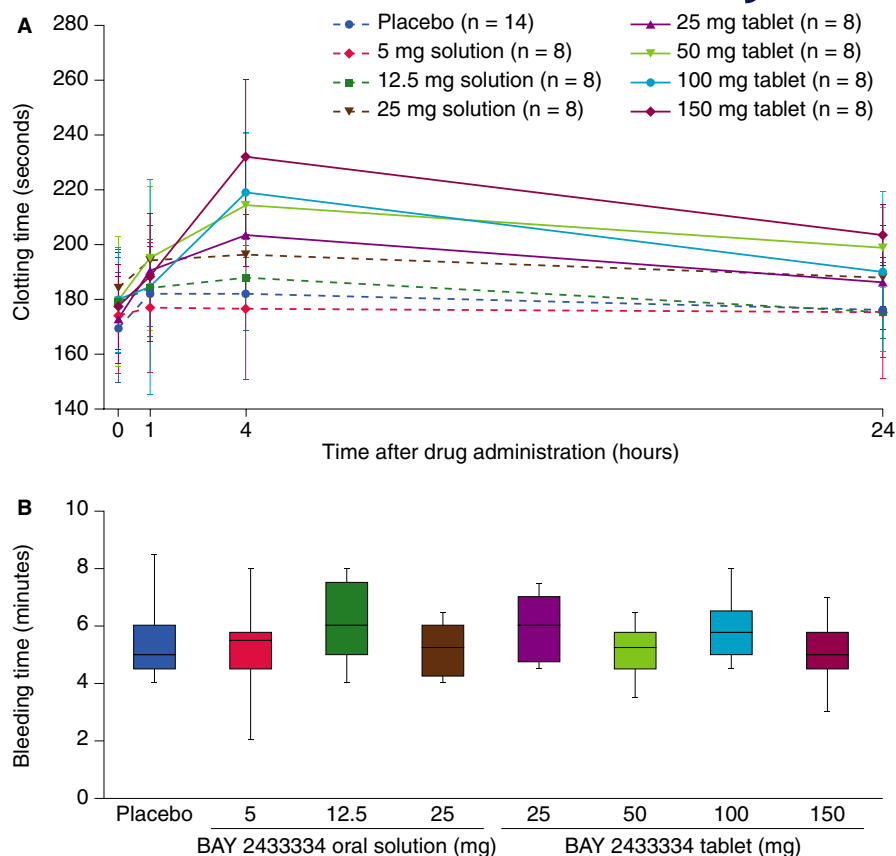 A
280
260
240
220
200
180
160
140
Clotting time (seconds)
Placebo (n = 14)
5 mg solution (n = 8)
12.5 mg solution (n = 8)
25 mg solution (n = 8)
25 mg tablet (n = 8)
50 mg tablet (n = 8)
100 mg tablet (n = 8)
150 mg tablet (n = 8)
0 1 4 24
Time after drug administration (hours)
B
10
8
6
4
2
0
Bleeding time (minutes)
Placebo 5 12.5 25 25 50 100 150
BAY 2433334 oral solution (mg) BAY 2433334 tablet (mg)